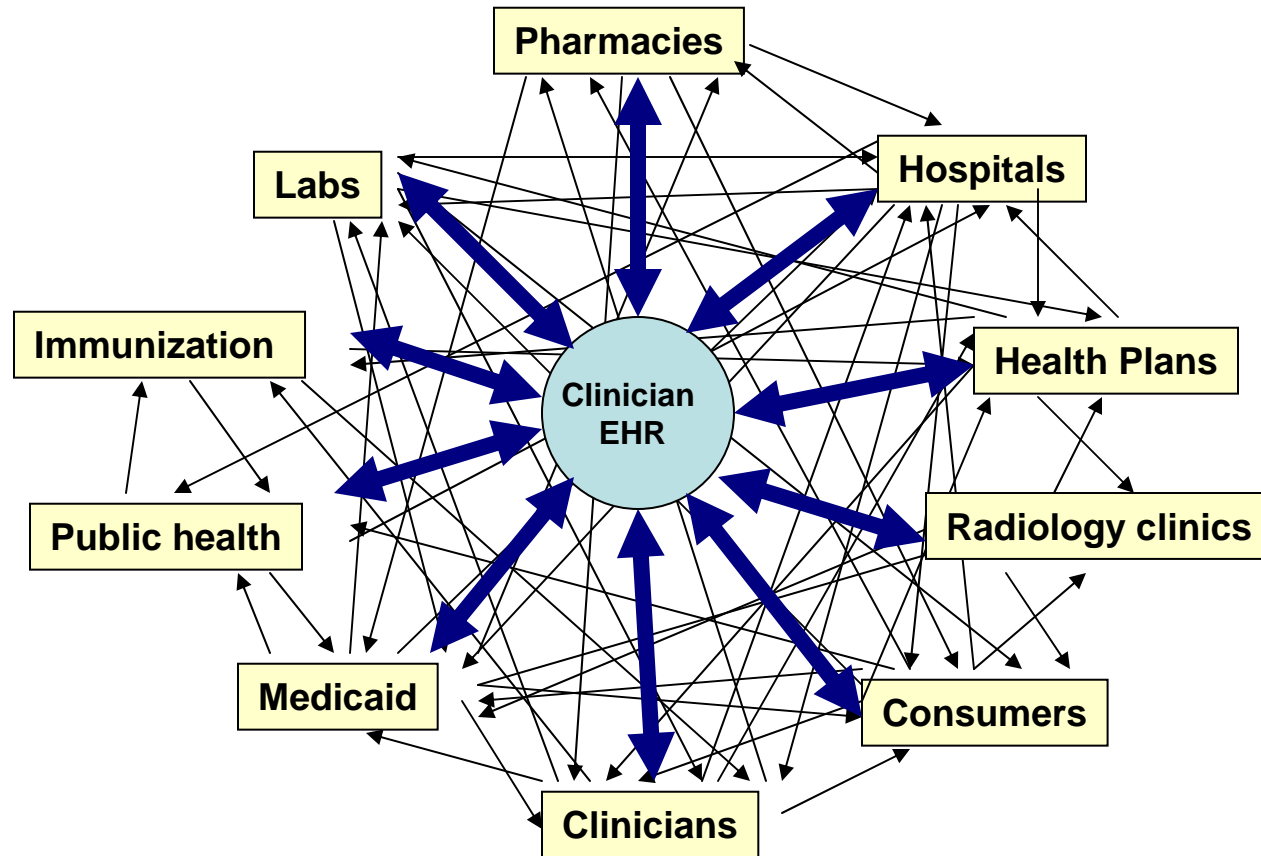 Pharmacies
Labs
Hospitals
Immunization
Health Plans
Clinician
EHR
Public health
Radiology clinics
Medicaid
Consumers
Clinicians